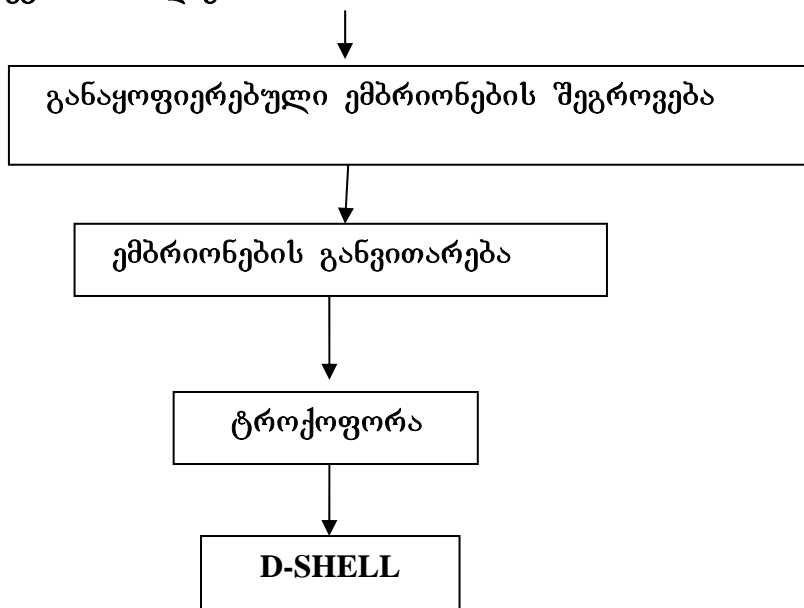 განაყოფიერებული ემბრიონების შეგროვება
ემბრიონების განვითარება
ტროქოფორა
D-SHELL